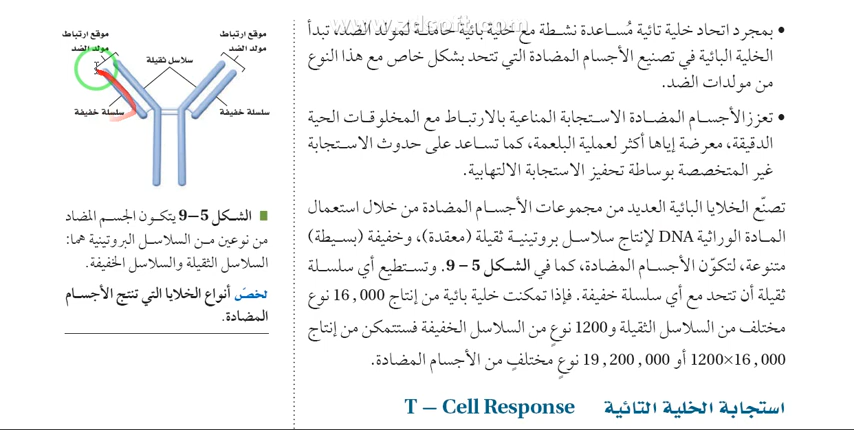 • بمجرد اتحاد خلية تائية مُساعدة نشطة مع خلية بائية حاملة لمولد الضد، تبدأ
الخلية البائية في تصنيع الأجسام المضادة التي تتحد بشكل خاص مع هذا النوع
من مولدات الضد.
• تعزز الأجسام المضادة الاستجابة المناعية بالارتباط مع المخلوقات الحية
الدقيقة، معرضة إياها أكثر لعملية البلعمة، كما تساعد على حدوث الاستجابة
غير المتخصصة بوساطة تحفيز الاستجابة الالتهابية.
تصنّع الخلايا البائية العديد من مجموعات الأجسام المضادة من خلال استعمال
المادة الوراثية DNA لإنتاج سلاسل بروتينية ثقيلة (معقدة)، وخفيفة (بسيطة)
متنوعة، لتكوّن الأجسام المضادة، كما في الشكل 5 – 9. وتستطيع أي سلسلة
ثقيلة أن تتحد مع أي سلسلة خفيفة. فإذا تمكنت خلية بائية من إنتاج 16,000 نوع
مختلف من السلاسل الثقيلة و1200 نوعٍ من السلاسل الخفيفة فستتمكن من إنتاج
16,000×1200 أو 19,200,000 نوعٍ مختلفٍ من الأجسام المضادة.
استجابة الخلية التائية T – Cell Response
موقع ارتباط
مولد الضد
سلاسل ثقيلة
موقع ارتباط
مولد الضد
سلسلة خفيفة
سلسلة خفيفة
■ الشكل 5–9 يتكون الجسم المضاد
من نوعين من السلاسل البروتينية هما:
السلاسل الثقيلة والسلاسل الخفيفة.
لخصّ أنواع الخلايا التي تنتج الأجسام
المضادة.